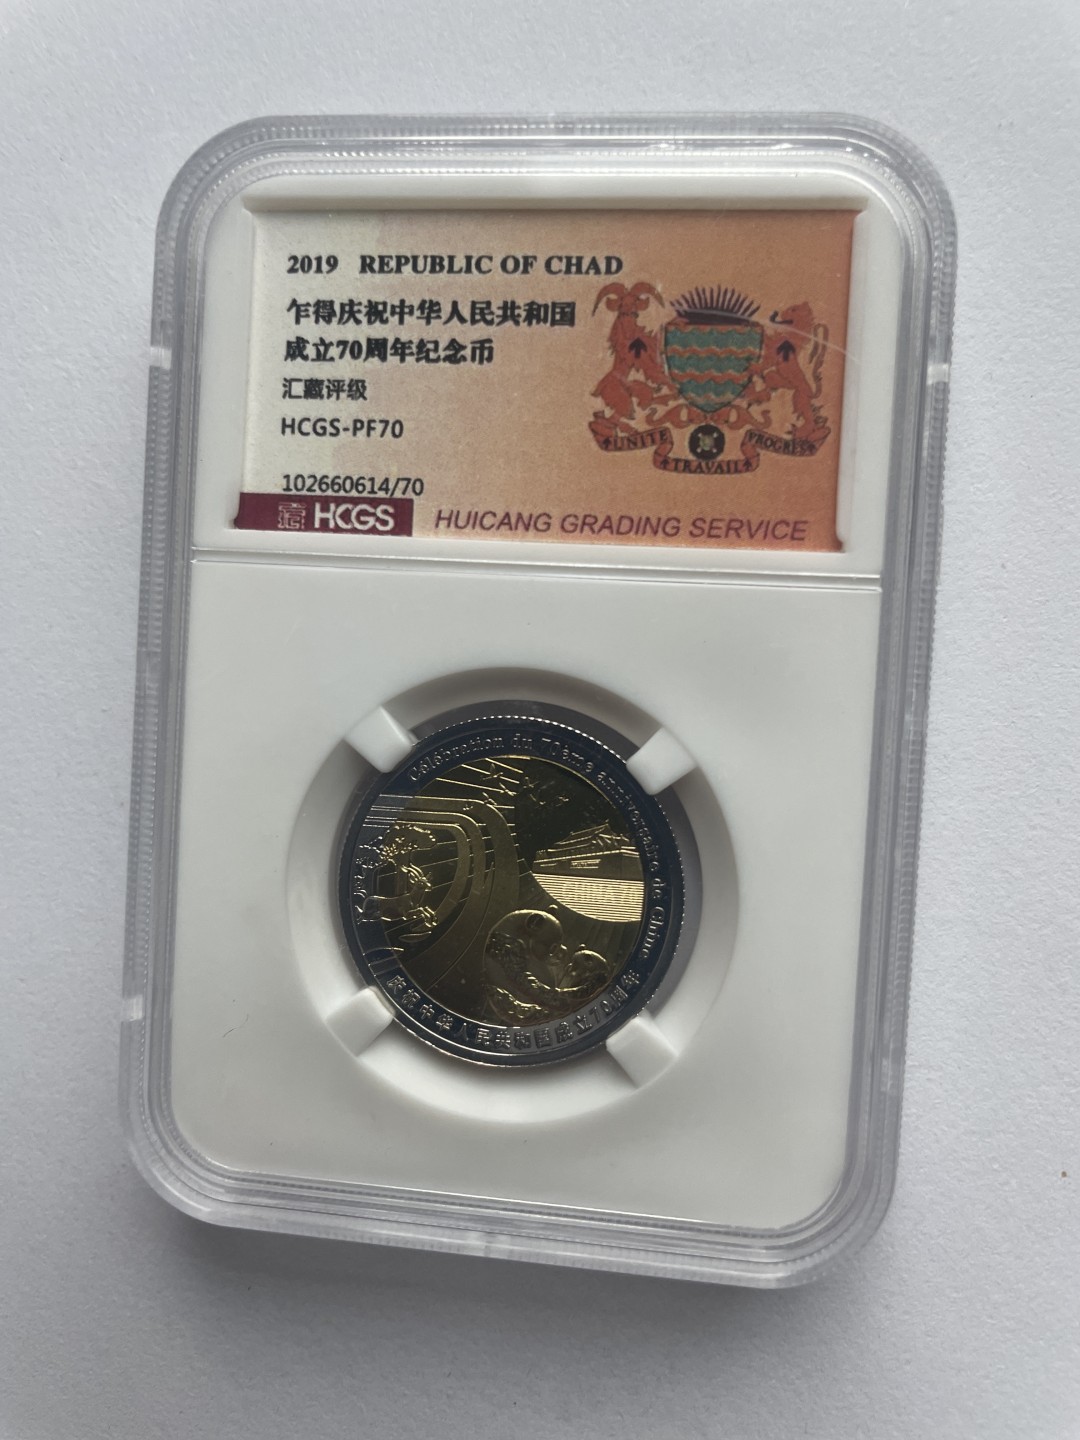 2019 REPUBLIC OF CHAD
乍得庆祝中华人民共和国
成立70周年纪念币
汇藏评级
HCGS-PF70
102660614/70
HCGS HUICANG GRADING SERVICE
UNITE TRAVAIL PROGRES
Célébration du 70ème anniversaire de Chine
庆祝中华人民共和国成立70周年